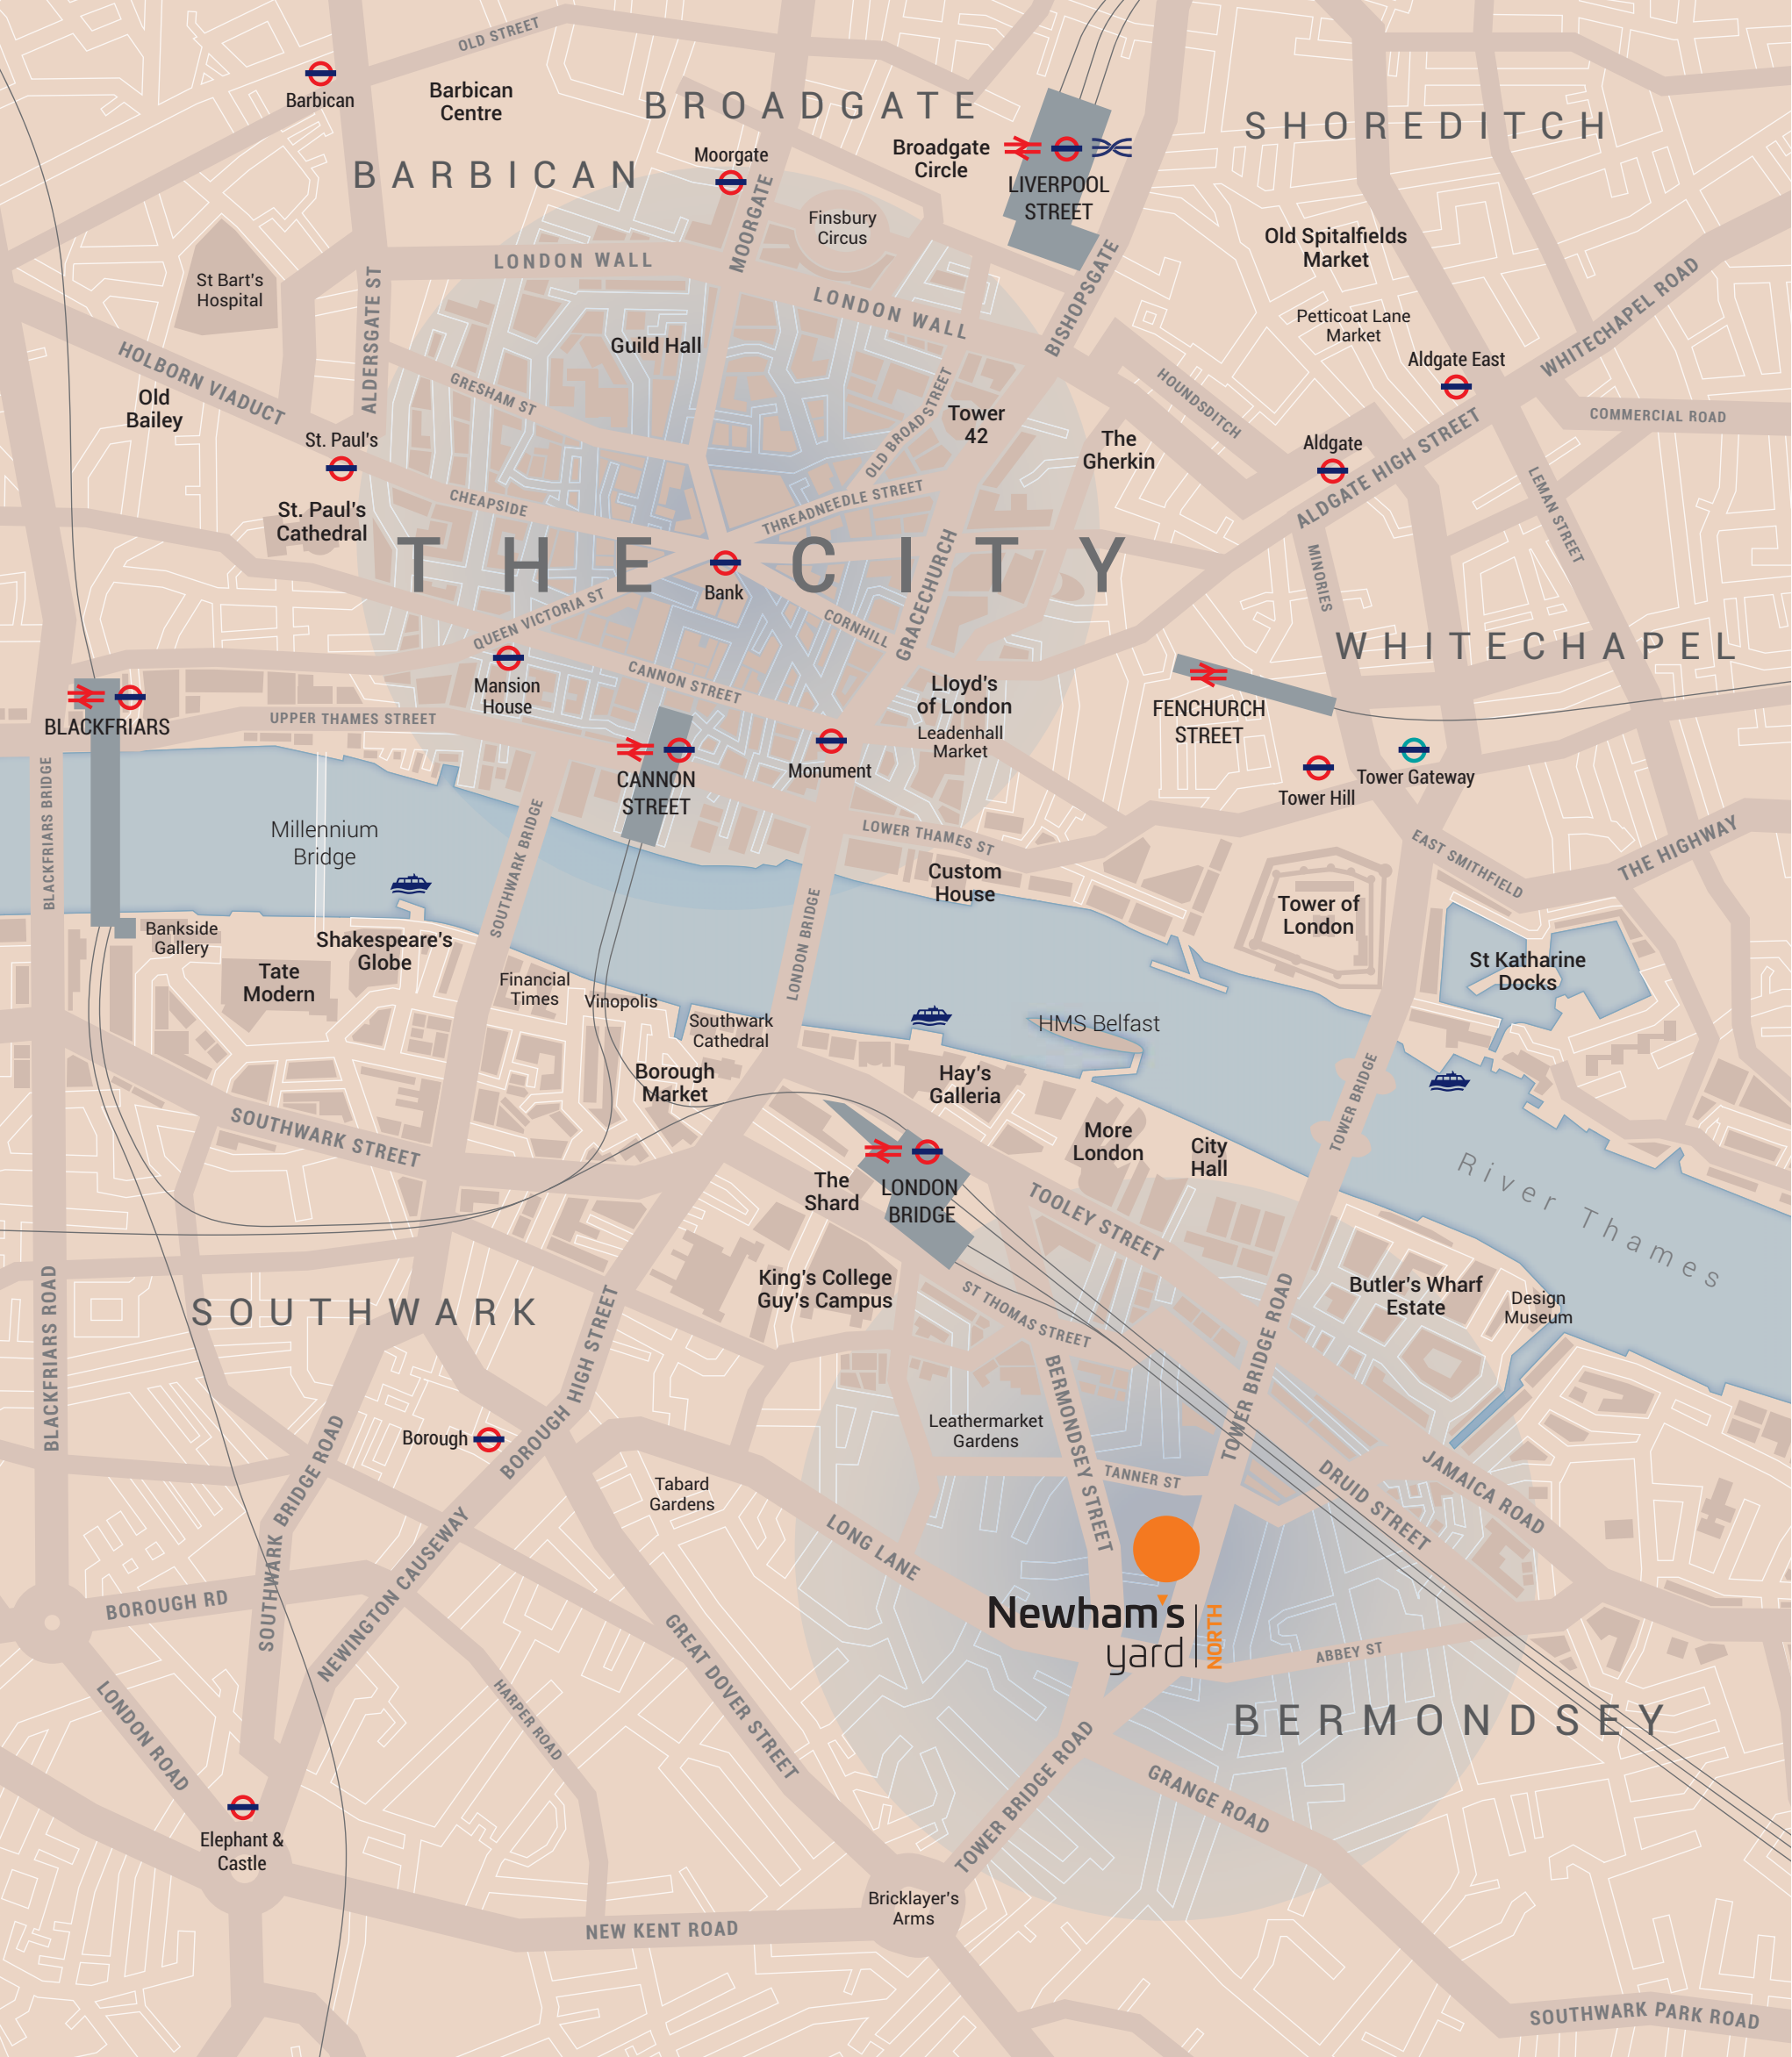 OLD STREET
Barbican
Barbican
Centre
BROADGATE
SHOREDITCH
BARBICAN
Moorgate
Broadgate
Circle
LIVERPOOL
STREET
MOORGATE
Finsbury
Circus
Old Spitalfields
Market
St Bart's
Hospital
LONDON WALL
LONDON WALL
BISHOPSGATE
WHITECHAPEL ROAD
Petticoat Lane
Market
Aldgate East
ALDERSGATE ST
Guild Hall
HOLBORN VIADUCT
GRESHAM ST
Old
Bailey
OLD BROAD STREET
Tower
42
HOUNDSDITCH
COMMERCIAL ROAD
The
Gherkin
Aldgate
ALDGATE HIGH STREET
St. Paul's
CHEAPSIDE
THREADNEEDLE STREET
LEMAN STREET
St. Paul's
Cathedral
THE CITY
Bank
MINORIES
GRACECHURCH
QUEEN VICTORIA ST
CORNHILL
WHITECHAPEL
Mansion
House
CANNON STREET
Lloyd's
of London
Leadenhall
Market
FENCHURCH
STREET
BLACKFRIARS
UPPER THAMES STREET
CANNON
STREET
Monument
Tower Hill
Tower Gateway
BLACKFRIARS BRIDGE
Millennium
Bridge
SOUTHWARK BRIDGE
LOWER THAMES ST
EAST SMITHFIELD
THE HIGHWAY
Custom
House
Tower of
London
LONDON BRIDGE
Bankside
Gallery
Shakespeare's
Globe
Tate
Modern
Financial
Times
Vinopolis
St Katharine
Docks
Southwark
Cathedral
HMS Belfast
Borough
Market
Hay's
Galleria
TOWER BRIDGE
SOUTHWARK STREET
More
London
City
Hall
The
Shard
LONDON
BRIDGE
River Thames
TOOLEY STREET
King's College
Guy's Campus
ST THOMAS STREET
Butler's Wharf
Estate
Design
Museum
SOUTHWARK
BLACKFRIARS ROAD
BOROUGH HIGH STREET
TOWER BRIDGE ROAD
BERMONDSEY STREET
Leathermarket
Gardens
Borough
SOUTHWARK BRIDGE ROAD
TANNER ST
DRUID STREET
JAMAICA ROAD
Tabard
Gardens
LONG LANE
NEWINGTON CAUSEWAY
BOROUGH RD
Newham's
yard
NORTH
GREAT DOVER STREET
ABBEY ST
BERMONDSEY
LONDON ROAD
HARPER ROAD
TOWER BRIDGE ROAD
GRANGE ROAD
Elephant &
Castle
Bricklayer's
Arms
NEW KENT ROAD
SOUTHWARK PARK ROAD